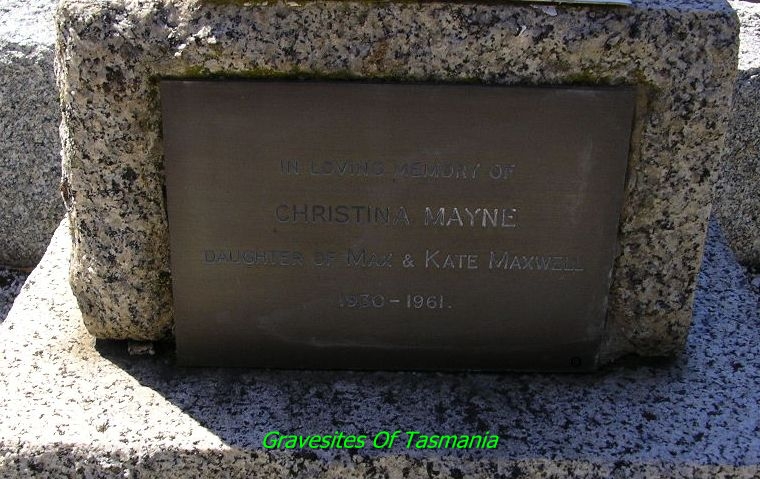 IN LOVING MEMORY OF
CHRISTINA MAYNE
DAUGHTER OF MAX & KATE MAXWELL
1930-1961.
Gravesites Of Tasmania